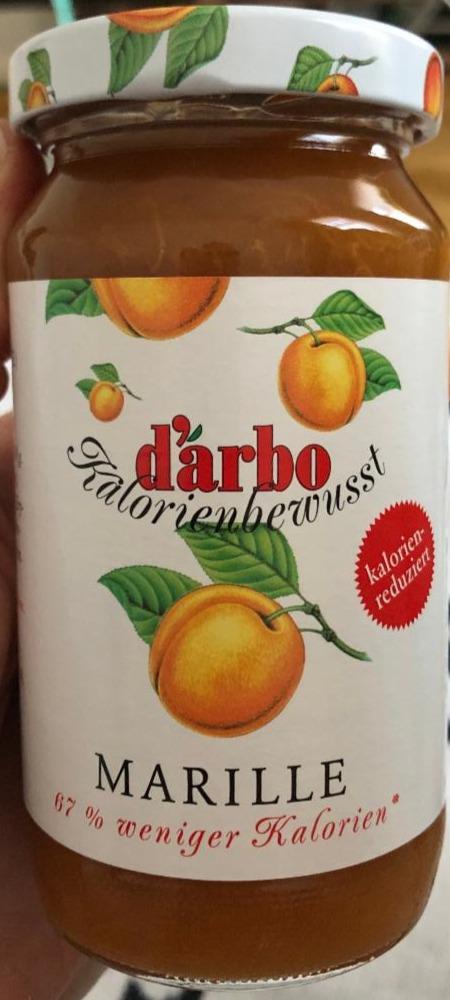 d'arbo
Kalorienbewusst
kalorien-
reduziert
MARILLE
67 % weniger Kalorien*